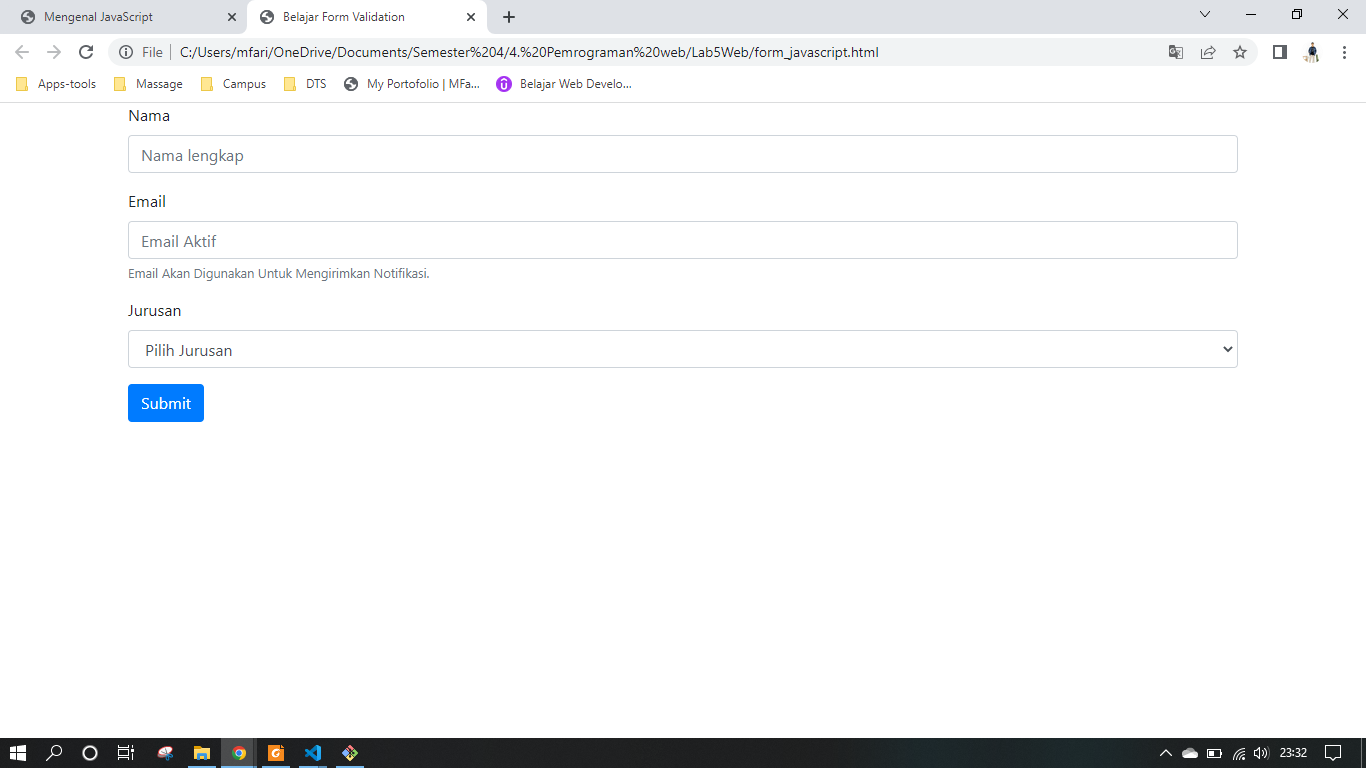 Mengenal JavaScript
Belajar Form Validation
File
C:/Users/mfari/OneDrive/Documents/Semester%204/4.%20Pemrograman%20web/Lab5Web/form_javascript.html
Apps-tools
Massage
Campus
DTS
My Portofolio | MFa...
Belajar Web Develo...
Nama
Nama lengkap
Email
Email Aktif
Email Akan Digunakan Untuk Mengirimkan Notifikasi.
Jurusan
Pilih Jurusan
Submit
23:32